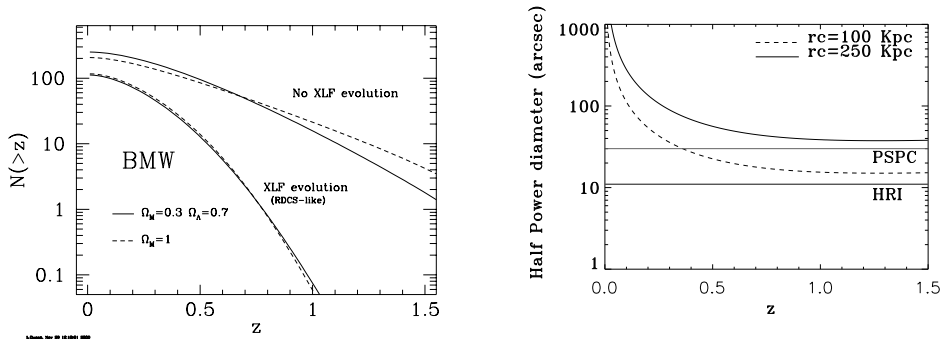 100
10
1
0.1
N(>z)
No XLF evolution
BMW
XLF evolution
(RDCS-like)
Ω_M=0.3 Ω_Λ=0.7
Ω_M=1
0 0.5 1 1.5
z
1000
100
10
1
Half Power diameter (arcsec)
rc=100 Kpc
rc=250 Kpc
PSPC
HRI
0.0 0.5 1.0 1.5
z